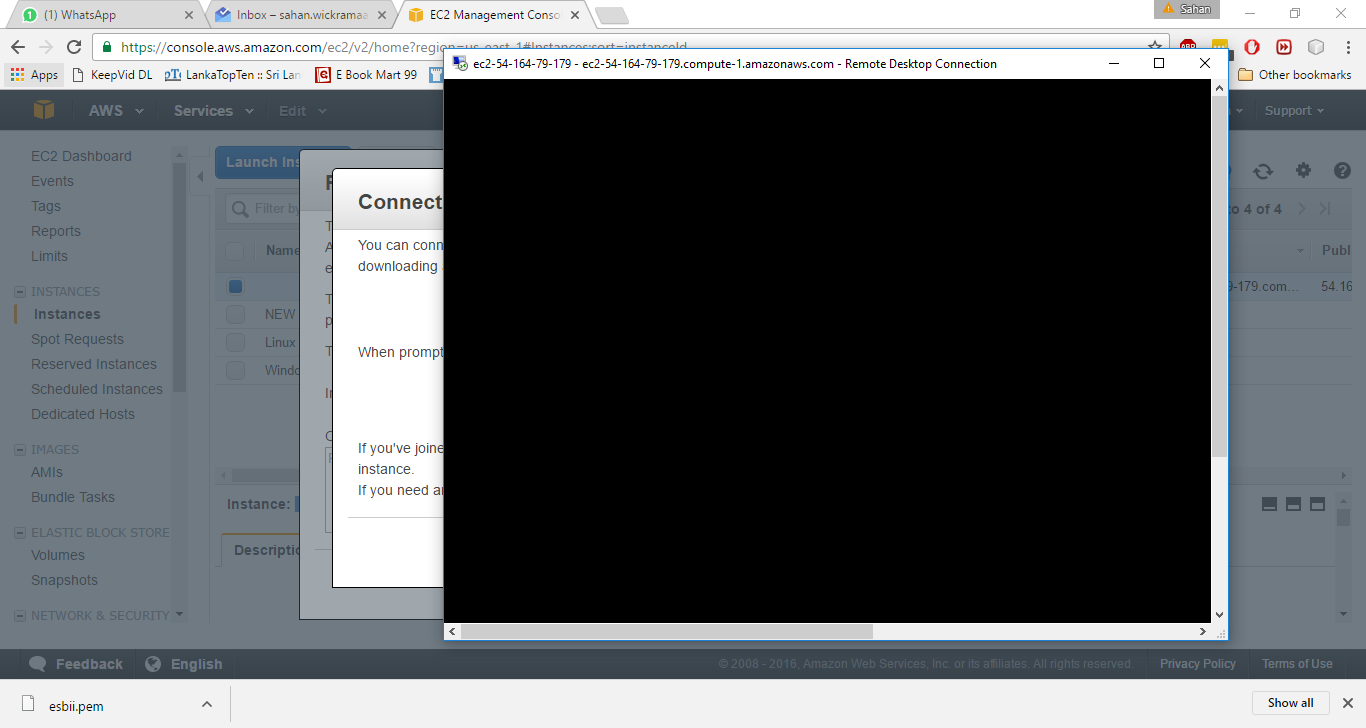 (1) WhatsApp
Inbox – sahan.wickramaa
EC2 Management Conso
Sahan
https://console.aws.amazon.com/ec2/v2/home?region=us-east-1#Instances:sort=instanceId
Apps
KeepVid DL
LankaTopTen :: Sri Lan
E Book Mart 99
Other bookmarks
ec2-54-164-79-179 - ec2-54-164-79-179.compute-1.amazonaws.com - Remote Desktop Connection
AWS
Services
Edit
Support
EC2 Dashboard
Events
Tags
Reports
Limits
INSTANCES
Instances
Spot Requests
Reserved Instances
Scheduled Instances
Dedicated Hosts
IMAGES
AMIs
Bundle Tasks
ELASTIC BLOCK STORE
Volumes
Snapshots
NETWORK & SECURITY
Launch Ins
Filter by
to 4 of 4
Name
Publ
9-179.com...
54.16
NEW
Linux
Windo
Connect
You can conn
downloading
When prompt
If you've joine
instance.
If you need a
Instance:
Descriptio
Feedback
English
© 2008 - 2016, Amazon Web Services, Inc. or its affiliates. All rights reserved.
Privacy Policy
Terms of Use
esbii.pem
Show all